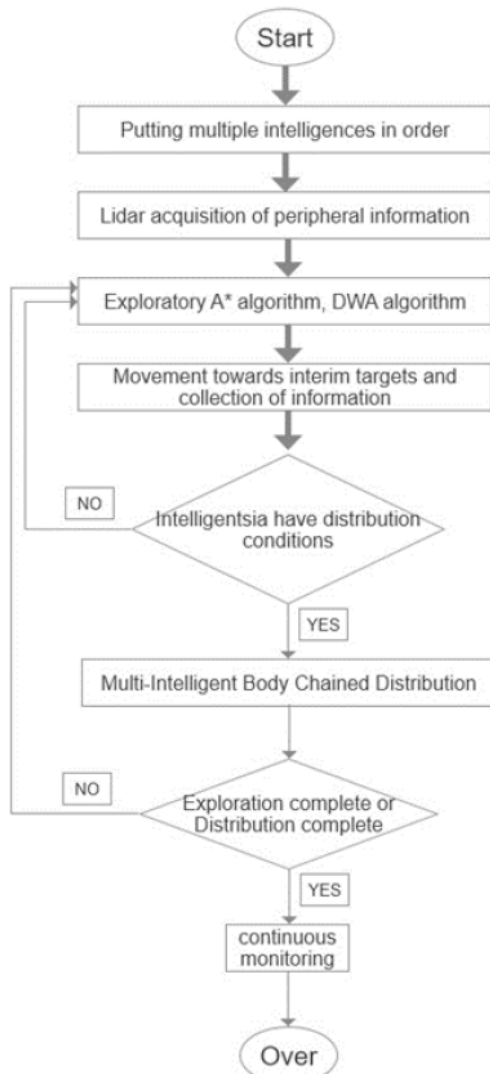 Start
Putting multiple intelligences in order
Lidar acquisition of peripheral information
Exploratory A* algorithm, DWA algorithm
Movement towards interim targets and
collection of information
NO
Intelligentsia have distribution
conditions
YES
Multi-Intelligent Body Chained Distribution
NO
Exploration complete or
Distribution complete
YES
continuous
monitoring
Over